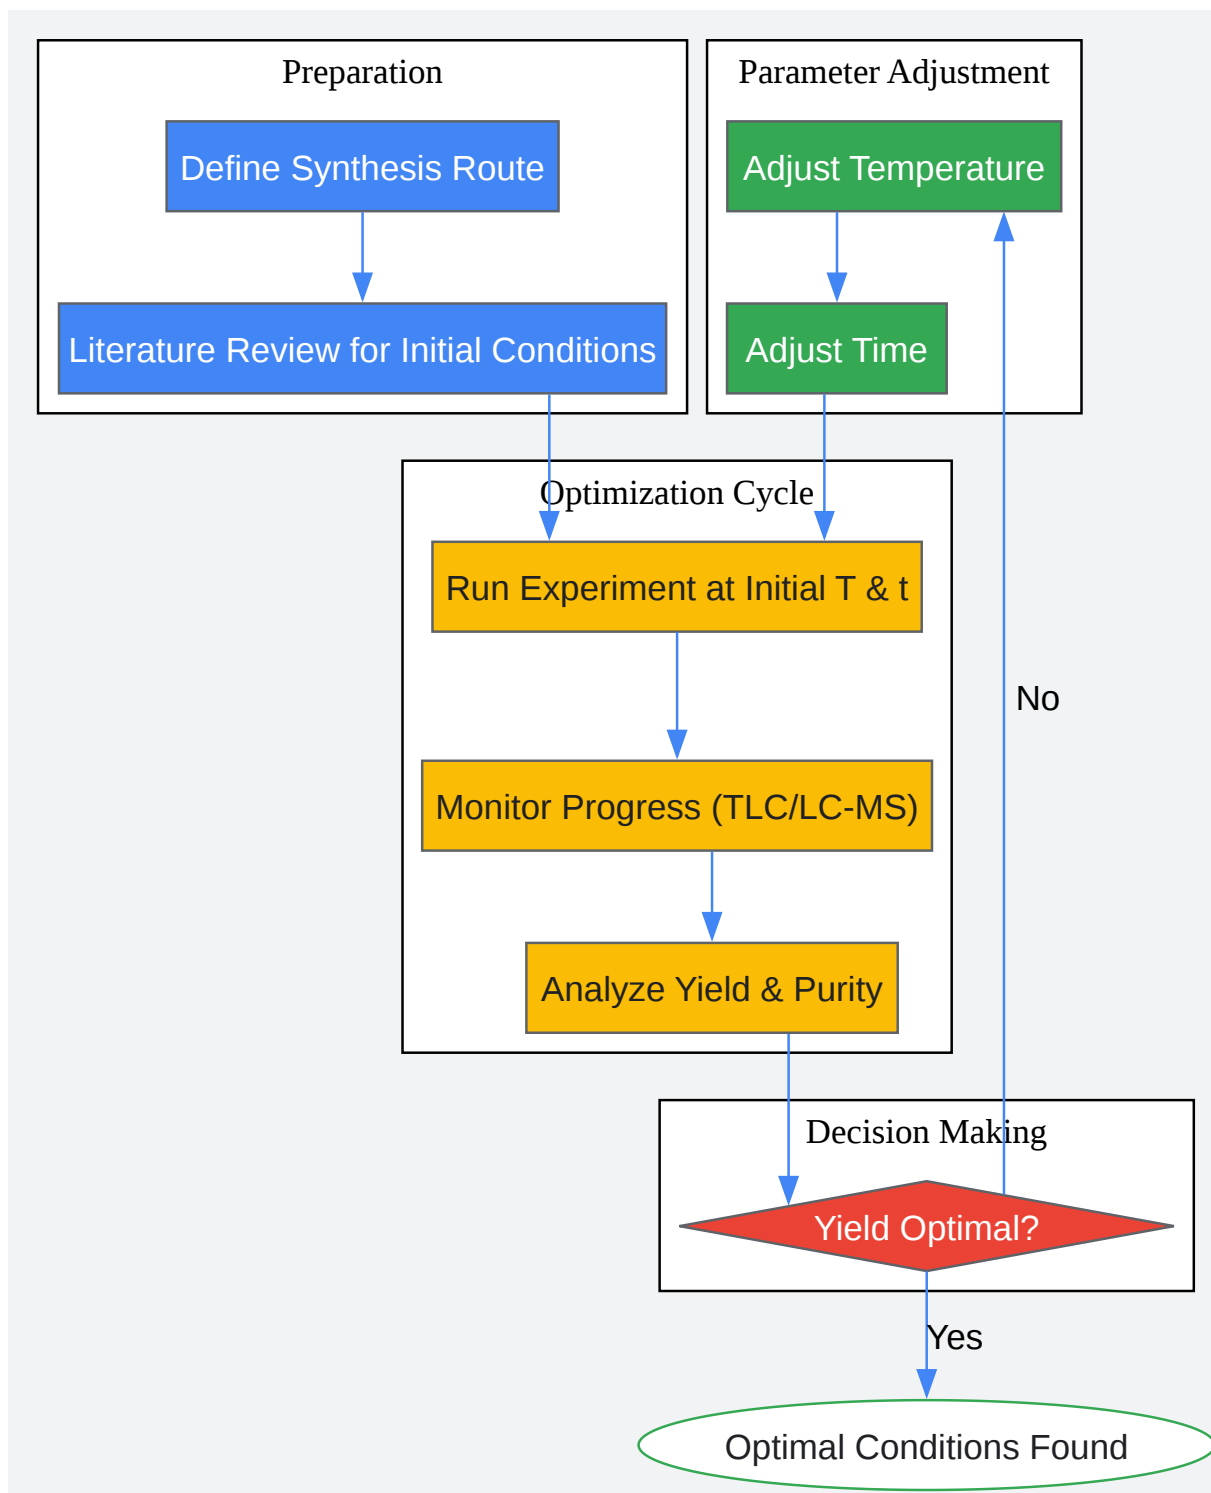 Preparation
Define Synthesis Route
Literature Review for Initial Conditions
Parameter Adjustment
Adjust Temperature
Adjust Time
Optimization Cycle
Run Experiment at Initial T & t
Monitor Progress (TLC/LC-MS)
Analyze Yield & Purity
No
Decision Making
Yield Optimal?
Yes
Optimal Conditions Found